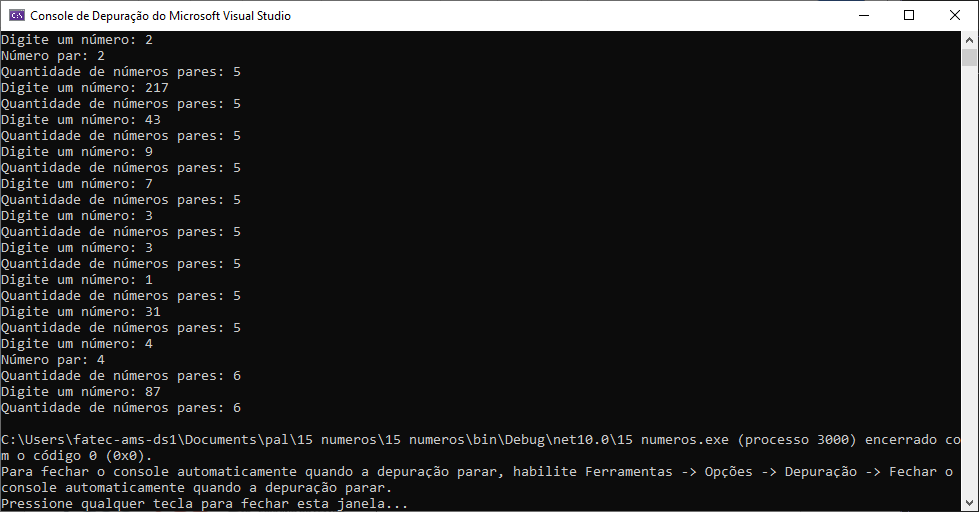 Console de Depuração do Microsoft Visual Studio
Digite um número: 2
Número par: 2
Quantidade de números pares: 5
Digite um número: 217
Quantidade de números pares: 5
Digite um número: 43
Quantidade de números pares: 5
Digite um número: 9
Quantidade de números pares: 5
Digite um número: 7
Quantidade de números pares: 5
Digite um número: 3
Quantidade de números pares: 5
Digite um número: 3
Quantidade de números pares: 5
Digite um número: 1
Quantidade de números pares: 5
Digite um número: 31
Quantidade de números pares: 5
Digite um número: 4
Número par: 4
Quantidade de números pares: 6
Digite um número: 87
Quantidade de números pares: 6
C:\Users\fatec-ams-ds1\Documents\pal\15 numeros\15 numeros\bin\Debug\net10.0\15 numeros.exe (processo 3000) encerrado co
m o código 0 (0x0).
Para fechar o console automaticamente quando a depuração parar, habilite Ferramentas -> Opções -> Depuração -> Fechar o
console automaticamente quando a depuração parar.
Pressione qualquer tecla para fechar esta janela...